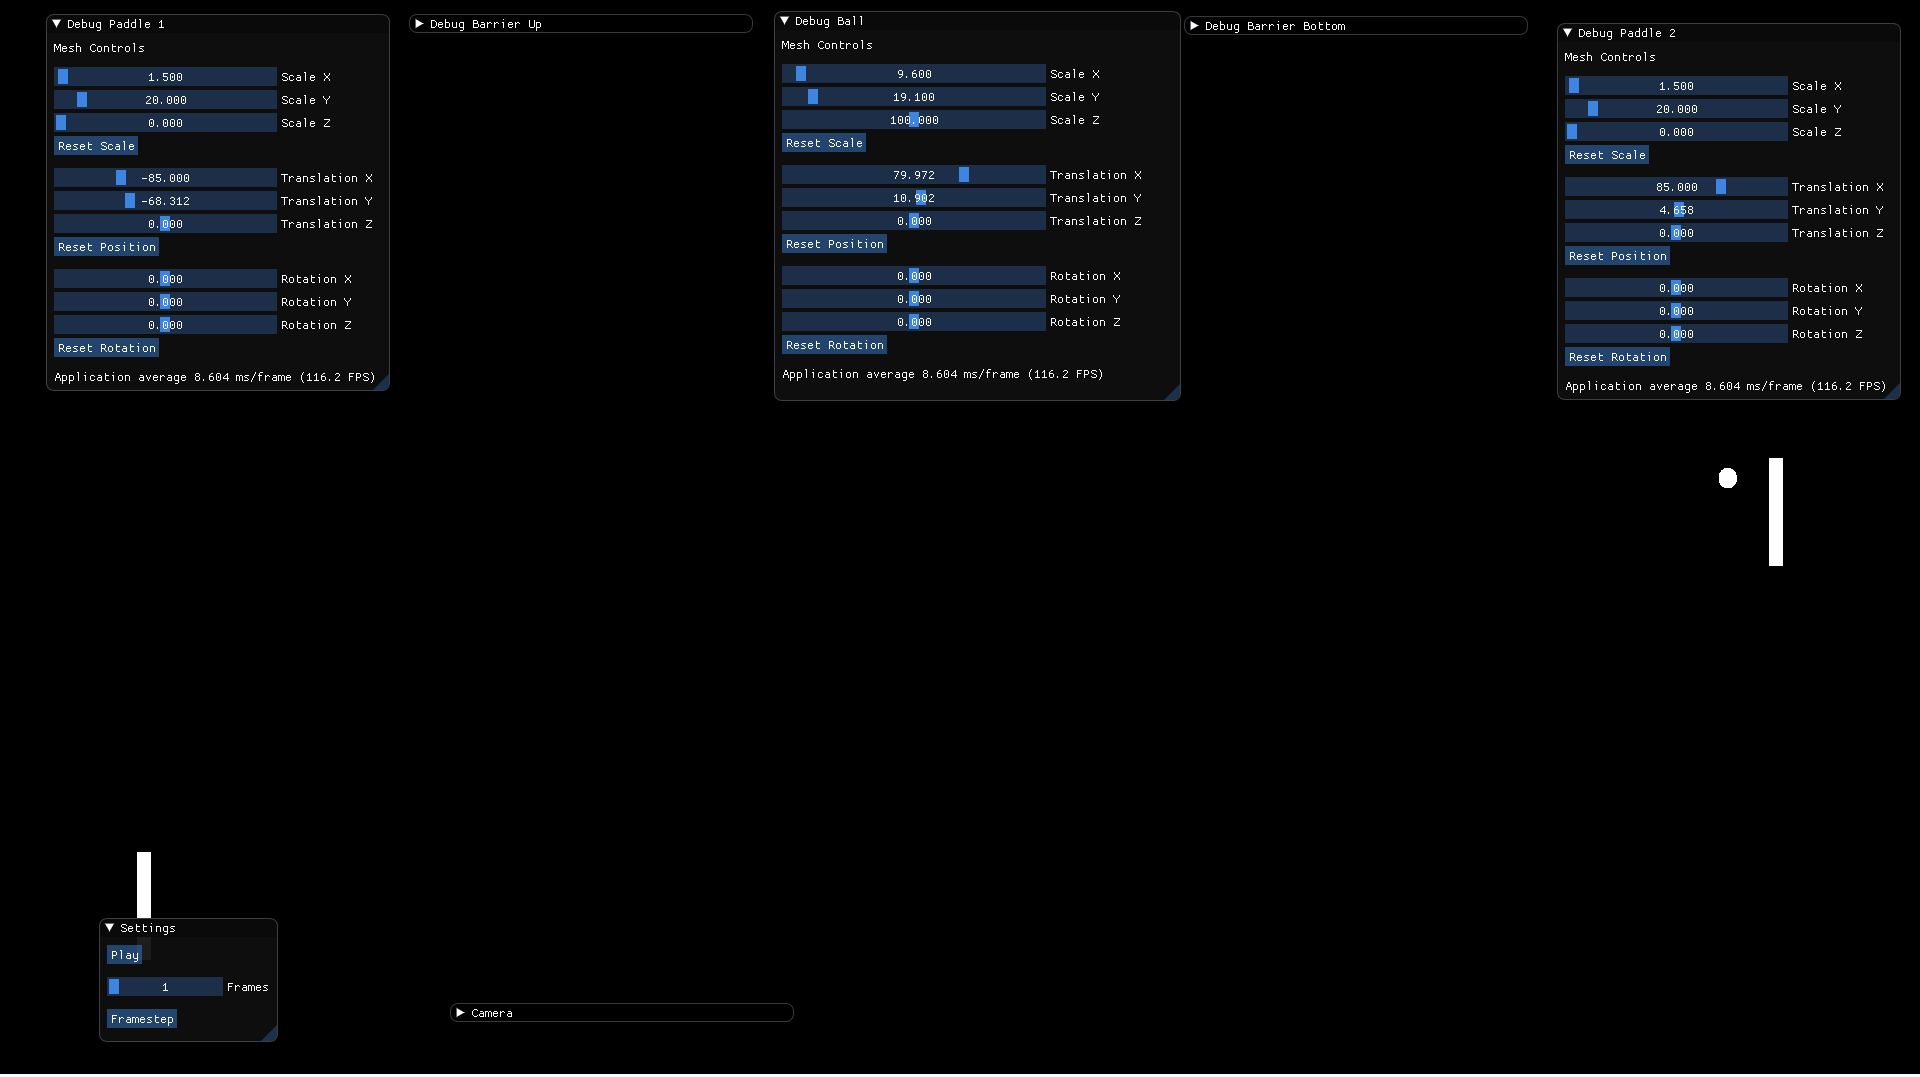 Debug Paddle 1
Mesh Controls
1.500 Scale X
20.000 Scale Y
0.000 Scale Z
Reset Scale
-85.000 Translation X
-68.312 Translation Y
0.000 Translation Z
Reset Position
0.000 Rotation X
0.000 Rotation Y
0.000 Rotation Z
Reset Rotation
Application average 8.604 ms/frame (116.2 FPS)
Debug Barrier Up
Debug Ball
Mesh Controls
9.600 Scale X
19.100 Scale Y
100.000 Scale Z
Reset Scale
79.972 Translation X
10.902 Translation Y
0.000 Translation Z
Reset Position
0.000 Rotation X
0.000 Rotation Y
0.000 Rotation Z
Reset Rotation
Application average 8.604 ms/frame (116.2 FPS)
Debug Barrier Bottom
Debug Paddle 2
Mesh Controls
1.500 Scale X
20.000 Scale Y
0.000 Scale Z
Reset Scale
85.000 Translation X
4.658 Translation Y
0.000 Translation Z
Reset Position
0.000 Rotation X
0.000 Rotation Y
0.000 Rotation Z
Reset Rotation
Application average 8.604 ms/frame (116.2 FPS)
Settings
Play
1 Frames
Framestep
Camera